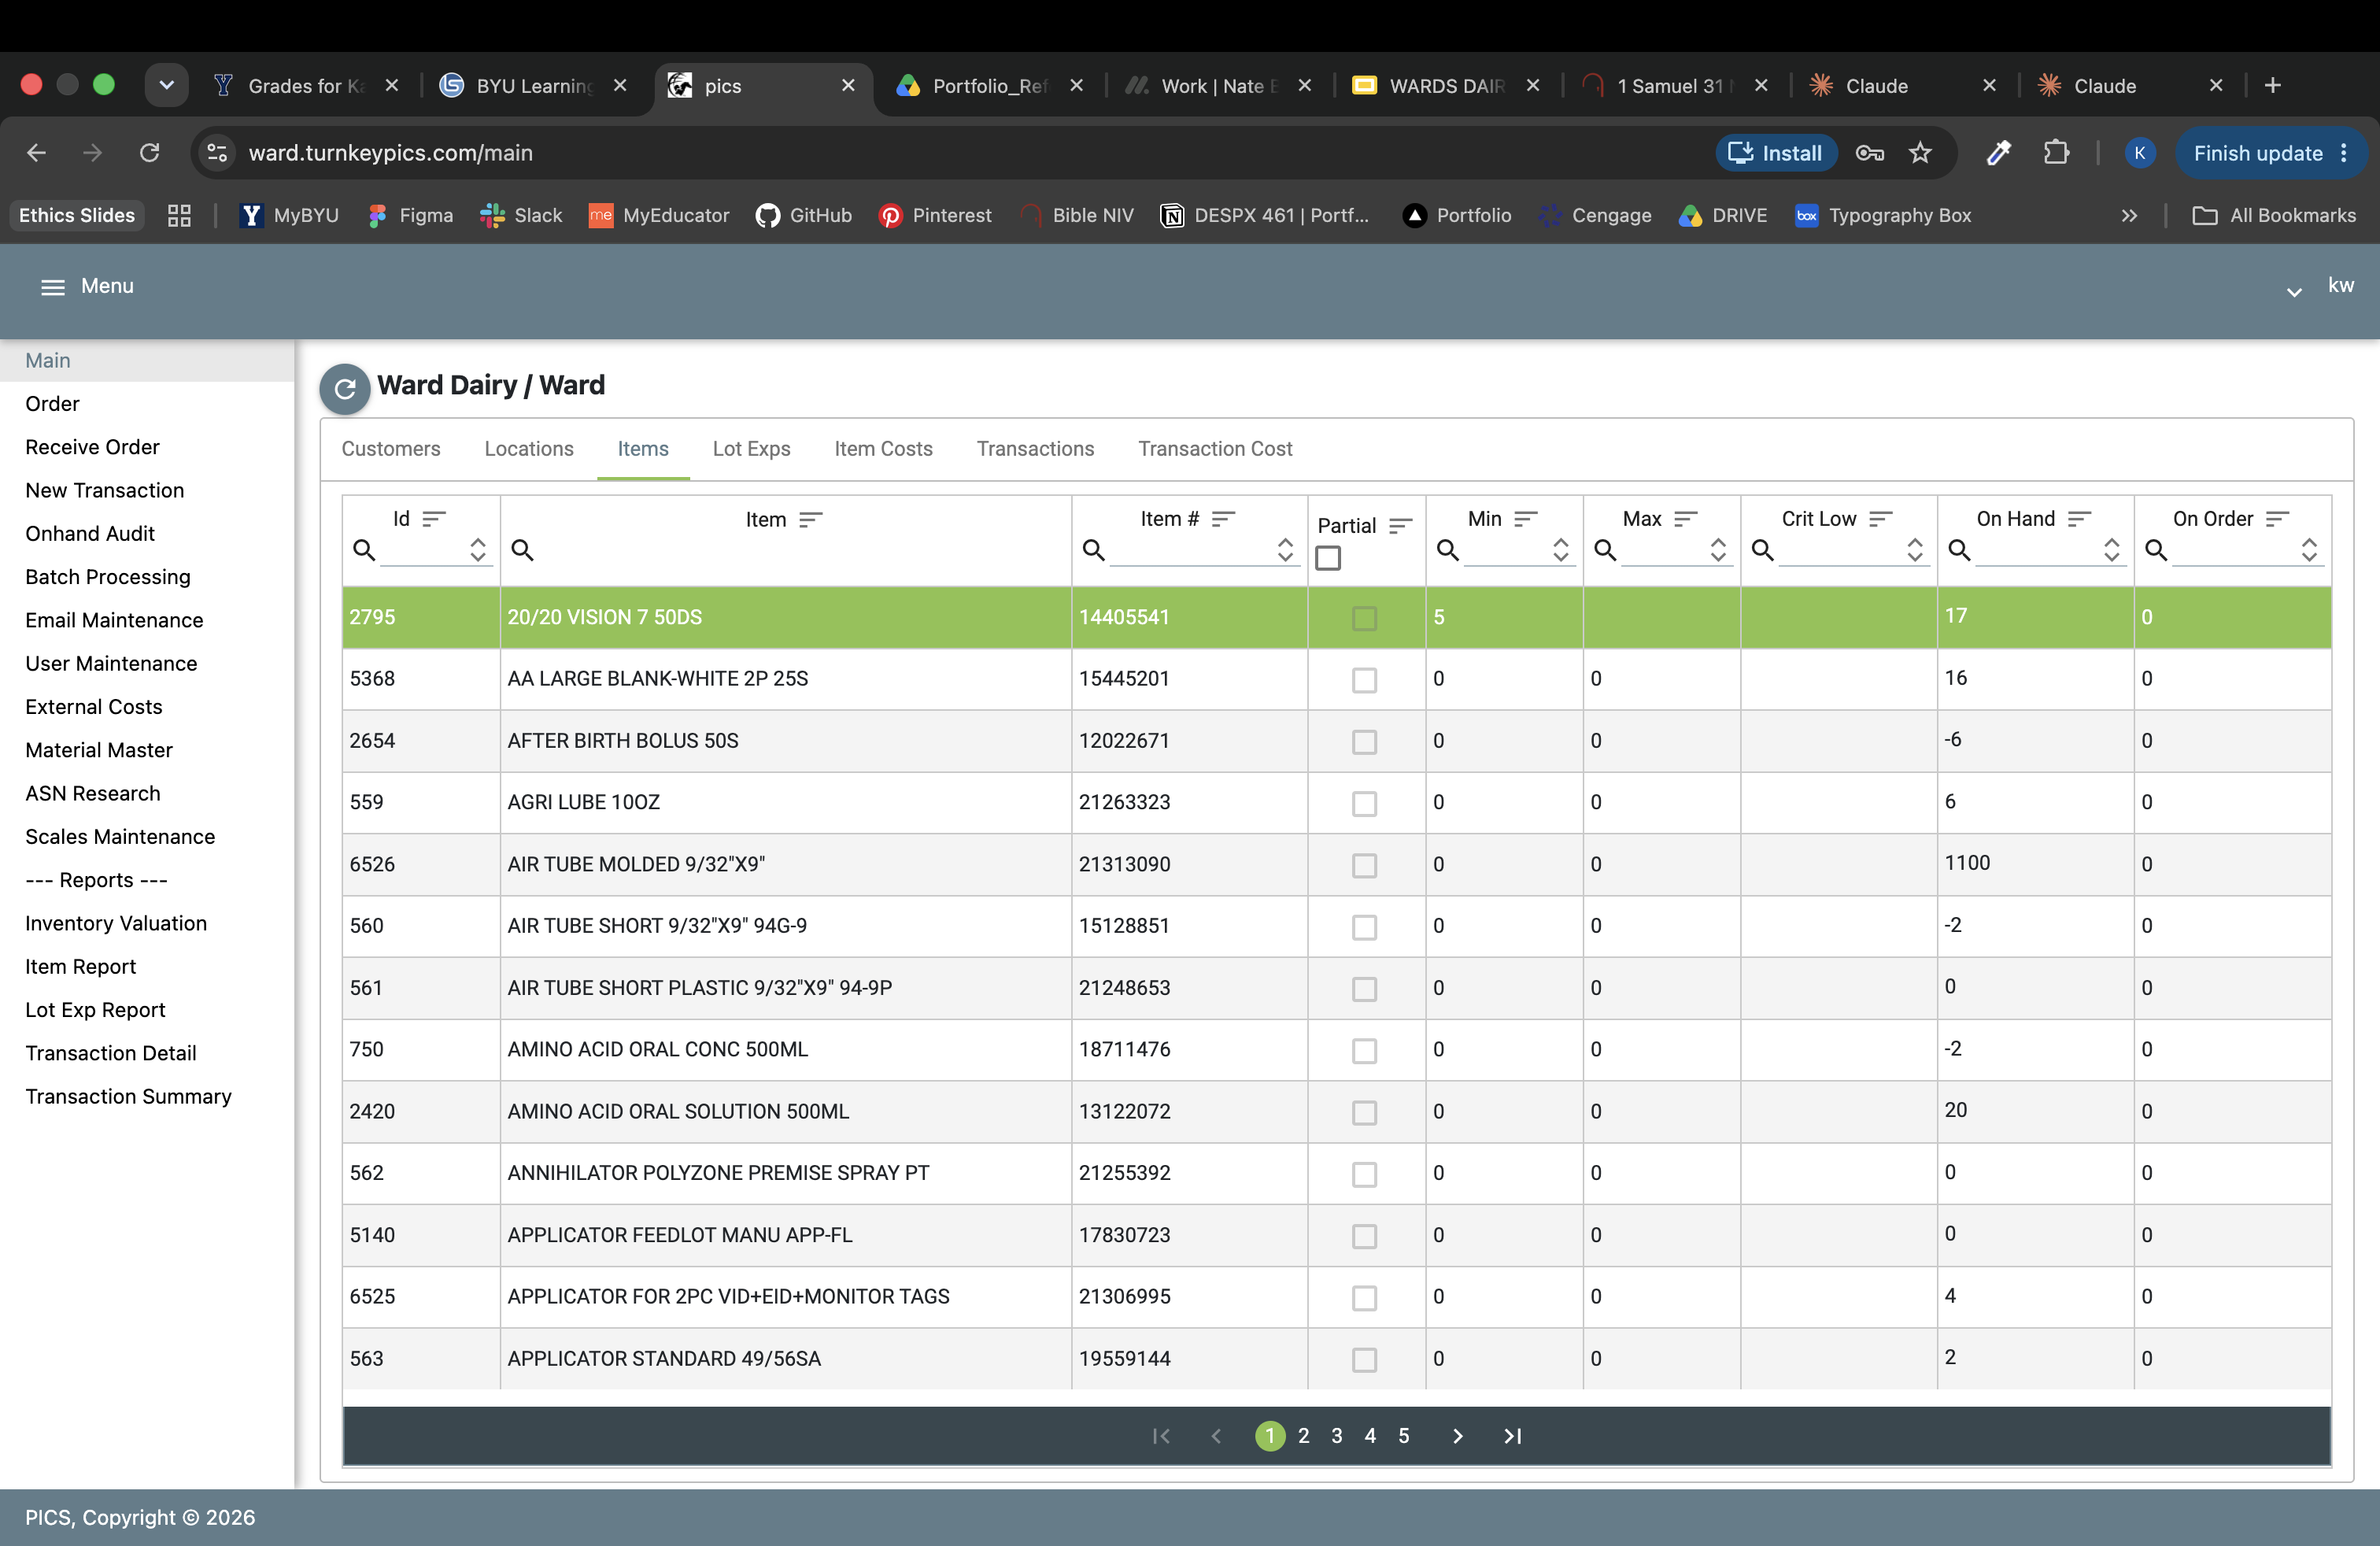 Grades for Ka
BYU Learning
pics
Portfolio_Ref
Work | Nate E
WARDS DAIR
1 Samuel 31
Claude
Claude
ward.turnkeypics.com/main
Install
K
Finish update
Ethics Slides
Y MyBYU
Figma
Slack
me MyEducator
GitHub
Pinterest
Bible NIV
DESPX 461 | Portf...
Portfolio
Cengage
DRIVE
box Typography Box
All Bookmarks
Menu
kw
Main
Order
Receive Order
New Transaction
Onhand Audit
Batch Processing
Email Maintenance
User Maintenance
External Costs
Material Master
ASN Research
Scales Maintenance
--- Reports ---
Inventory Valuation
Item Report
Lot Exp Report
Transaction Detail
Transaction Summary
Ward Dairy / Ward
Customers Locations Items Lot Exps Item Costs Transactions Transaction Cost
Id Item Item # Partial Min Max Crit Low On Hand On Order
2795 20/20 VISION 7 50DS 14405541 5 17 0
5368 AA LARGE BLANK-WHITE 2P 25S 15445201 0 0 16 0
2654 AFTER BIRTH BOLUS 50S 12022671 0 0 -6 0
559 AGRI LUBE 10OZ 21263323 0 0 6 0
6526 AIR TUBE MOLDED 9/32"X9" 21313090 0 0 1100 0
560 AIR TUBE SHORT 9/32"X9" 94G-9 15128851 0 0 -2 0
561 AIR TUBE SHORT PLASTIC 9/32"X9" 94-9P 21248653 0 0 0 0
750 AMINO ACID ORAL CONC 500ML 18711476 0 0 -2 0
2420 AMINO ACID ORAL SOLUTION 500ML 13122072 0 0 20 0
562 ANNIHILATOR POLYZONE PREMISE SPRAY PT 21255392 0 0 0 0
5140 APPLICATOR FEEDLOT MANU APP-FL 17830723 0 0 0 0
6525 APPLICATOR FOR 2PC VID+EID+MONITOR TAGS 21306995 0 0 4 0
563 APPLICATOR STANDARD 49/56SA 19559144 0 0 2 0
1 2 3 4 5
PICS, Copyright © 2026